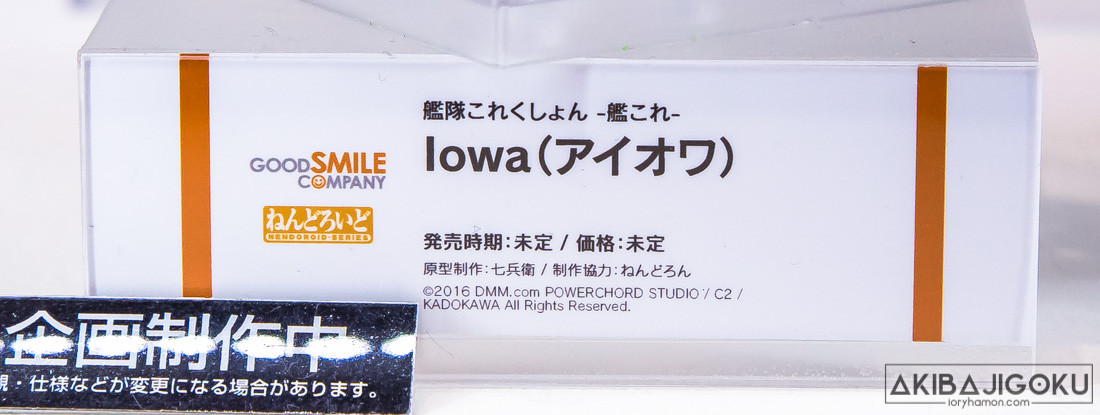 艦隊これくしょん -艦これ-
Iowa(アイオワ)
GOOD SMILE
COMPANY
ねんどろいど
NENDOROID-SERIES
発売時期:未定 / 価格:未定
原型制作:七兵衛 / 制作協力:ねんどろん
©2016 DMM.com POWERCHORD STUDIO / C2 /
KADOKAWA All Rights Reserved.
企画制作中
・仕様などが変更になる場合があります。
AKIBAJIGOKU
loryhamon.com